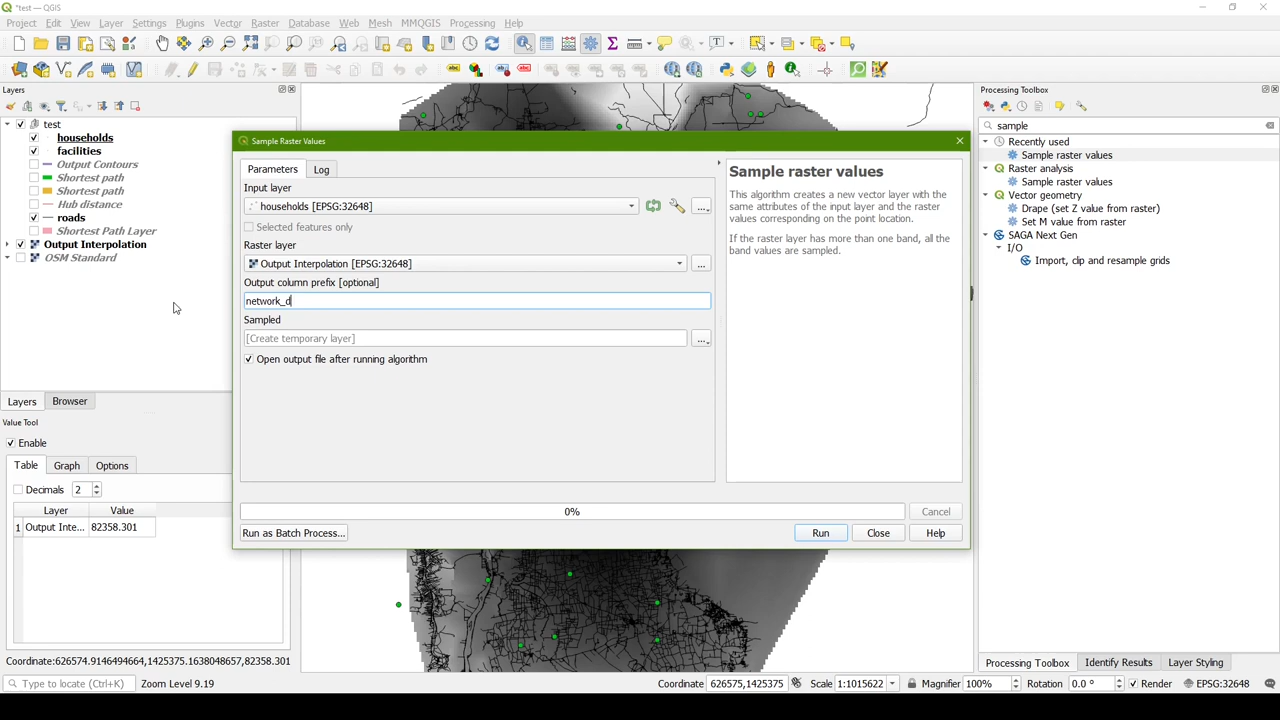 *test — QGIS
Project Edit View Layer Settings Plugins Vector Raster Database Web Mesh MMQGIS Processing Help
Layers
test
households
facilities
Output Contours
Shortest path
Shortest path
Hub distance
roads
Shortest Path Layer
Output Interpolation
OSM Standard
Layers Browser
Value Tool
Enable
Table Graph Options
Decimals 2
Layer Value
1 Output Inte... 82358.301
Coordinate:626574.9146494664,1425375.1638048657,82358.301
Sample Raster Values
Parameters Log
Input layer
households [EPSG:32648]
Selected features only
Raster layer
Output Interpolation [EPSG:32648]
Output column prefix [optional]
network_d
Sampled
[Create temporary layer]
Open output file after running algorithm
Sample raster values
This algorithm creates a new vector layer with the
same attributes of the input layer and the raster
values corresponding on the point location.
If the raster layer has more than one band, all the
band values are sampled.
0% Cancel
Run as Batch Process... Run Close Help
Processing Toolbox
sample
Recently used
Sample raster values
Raster analysis
Sample raster values
Vector geometry
Drape (set Z value from raster)
Set M value from raster
SAGA Next Gen
I/O
Import, clip and resample grids
Processing Toolbox Identify Results Layer Styling
Type to locate (Ctrl+K) Zoom Level 9.19 Coordinate 626575,1425375 Scale 1:1015622 Magnifier 100% Rotation 0.0 ° Render EPSG:32648